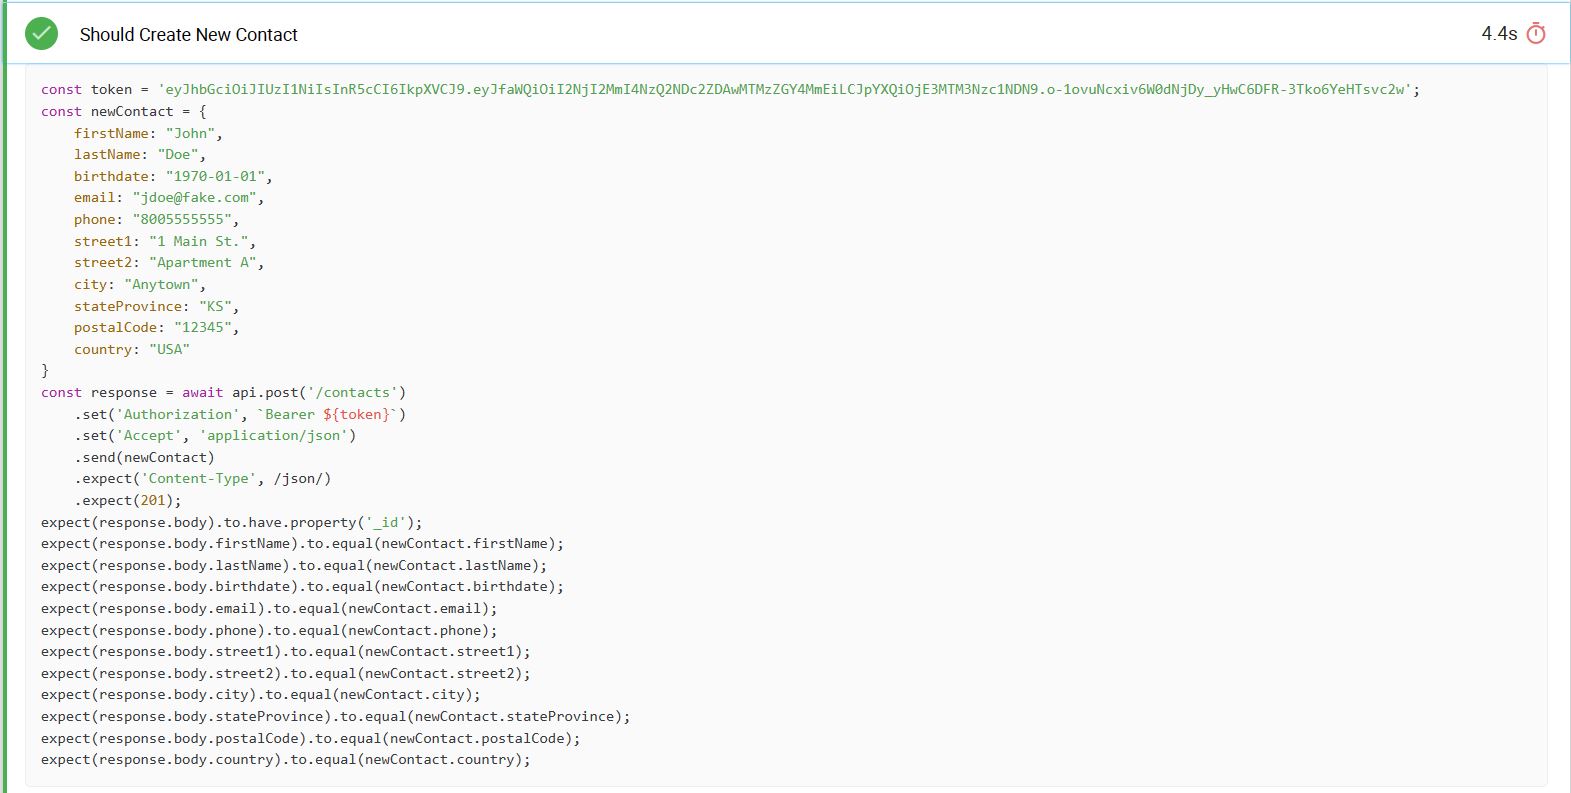 Should Create New Contact
4.4s
const token = 'eyJhbGciOiJIUzI1NiIsInR5cCI6IkpXVCJ9.eyJfaWQiOiI2NjI2MmI4NzQ2NDc2ZDAwMTMzZGY4MmEiLCJpYXQiOjE3MTM3Nzc1NDN9.o-1ovuNcxiv6W0dNjDy_yHwC6DFR-3Tko6YeHTsvc2w';
const newContact = {
    firstName: "John",
    lastName: "Doe",
    birthdate: "1970-01-01",
    email: "jdoe@fake.com",
    phone: "8005555555",
    street1: "1 Main St.",
    street2: "Apartment A",
    city: "Anytown",
    stateProvince: "KS",
    postalCode: "12345",
    country: "USA"
}
const response = await api.post('/contacts')
    .set('Authorization', `Bearer ${token}`)
    .set('Accept', 'application/json')
    .send(newContact)
    .expect('Content-Type', /json/)
    .expect(201);
expect(response.body).to.have.property('_id');
expect(response.body.firstName).to.equal(newContact.firstName);
expect(response.body.lastName).to.equal(newContact.lastName);
expect(response.body.birthdate).to.equal(newContact.birthdate);
expect(response.body.email).to.equal(newContact.email);
expect(response.body.phone).to.equal(newContact.phone);
expect(response.body.street1).to.equal(newContact.street1);
expect(response.body.street2).to.equal(newContact.street2);
expect(response.body.city).to.equal(newContact.city);
expect(response.body.stateProvince).to.equal(newContact.stateProvince);
expect(response.body.postalCode).to.equal(newContact.postalCode);
expect(response.body.country).to.equal(newContact.country);